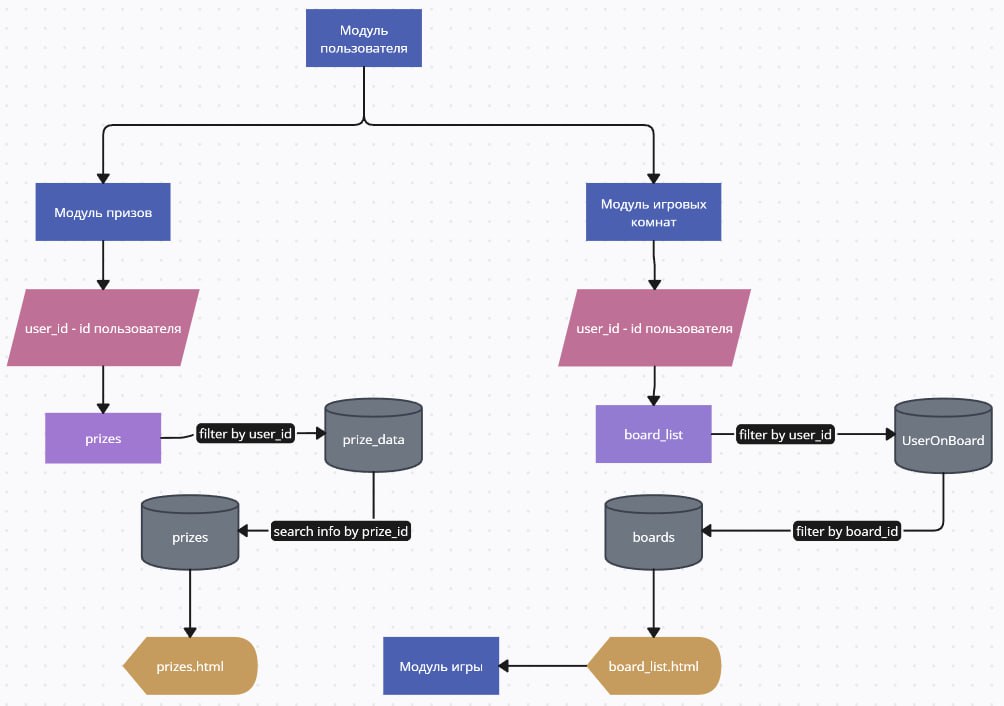 Модуль
пользователя
Модуль призов
Модуль игровых
комнат
user_id - id пользователя
user_id - id пользователя
prizes
filter by user_id
prize_data
board_list
filter by user_id
UserOnBoard
prizes
search info by prize_id
boards
filter by board_id
prizes.html
Модуль игры
board_list.html